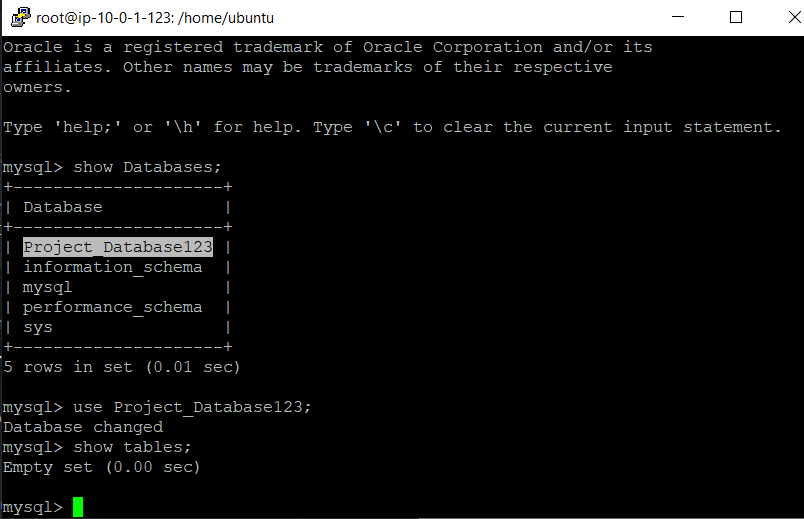 root@ip-10-0-1-123: /home/ubuntu
Oracle is a registered trademark of Oracle Corporation and/or its
affiliates. Other names may be trademarks of their respective
owners.
Type 'help;' or '\h' for help. Type '\c' to clear the current input statement.
mysql> show Databases;
+---------------------+
| Database            |
+---------------------+
| Project_Database123 |
| information_schema  |
| mysql               |
| performance_schema  |
| sys                 |
+---------------------+
5 rows in set (0.01 sec)
mysql> use Project_Database123;
Database changed
mysql> show tables;
Empty set (0.00 sec)
mysql>